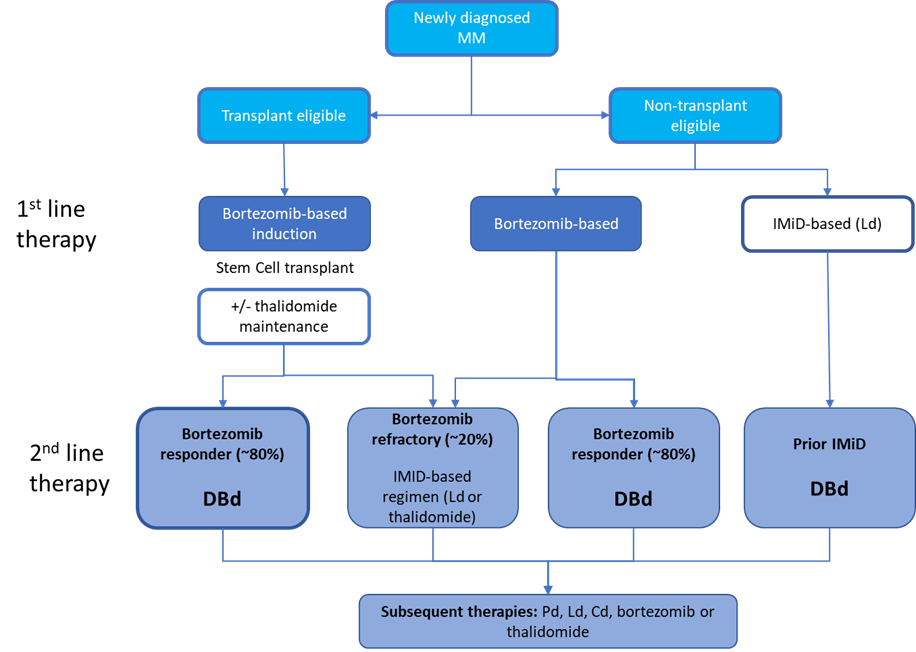 Newly diagnosed
MM
Transplant eligible
Non-transplant
eligible
1st line
therapy
Bortezomib-based
induction
Bortezomib-based
IMiD-based (Ld)
Stem Cell transplant
+/- thalidomide
maintenance
2nd line
therapy
Bortezomib
responder (~80%)
DBd
Bortezomib
refractory (~20%)
IMID-based
regimen (Ld or
thalidomide)
Bortezomib
responder (~80%)
DBd
Prior IMiD
DBd
Subsequent therapies: Pd, Ld, Cd, bortezomib or
thalidomide